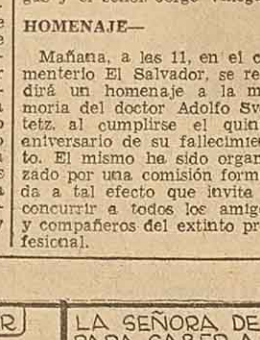 HOMENAJE—
Mañana, a las 11, en el c
menterio El Salvador, se re
dirá un homenaje a la m
moria del doctor Adolfo Sv
tetz, al cumplirse el quin
aniversario de su fallecimie
to. El mismo ha sido organ
zado por una comisión form
da a tal efecto que invite
concurrir a todos los amig
y compañeros del extinto pr
fesional.
LA SEÑORA DE